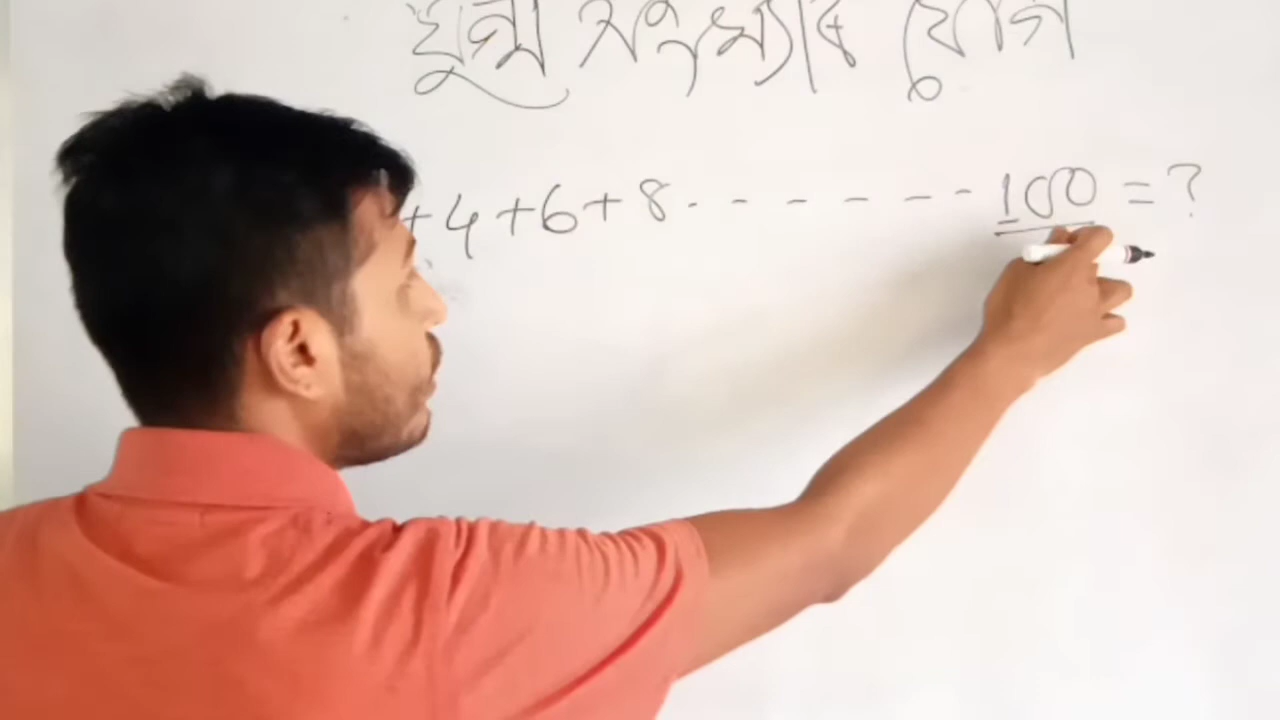 যুগ্ম সংখ্যার যোগ
+4+6+8. - - - - - - 100 = ?